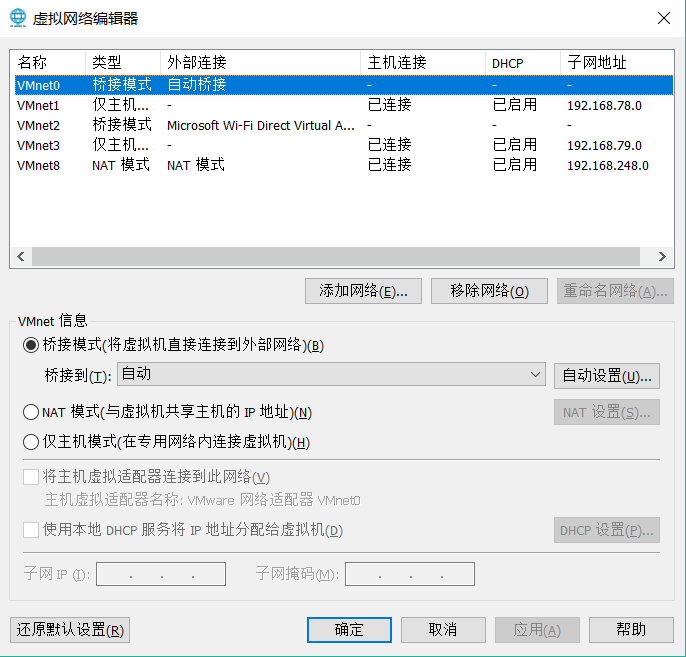 虚拟网络编辑器
名称 类型 外部连接 主机连接 DHCP 子网地址
VMnet0 桥接模式 自动桥接 - - -
VMnet1 仅主机... - 已连接 已启用 192.168.78.0
VMnet2 桥接模式 Microsoft Wi-Fi Direct Virtual A... - - -
VMnet3 仅主机... - 已连接 已启用 192.168.79.0
VMnet8 NAT 模式 NAT 模式 已连接 已启用 192.168.248.0
添加网络(E)... 移除网络(O) 重命名网络(A)...
VMnet 信息
桥接模式(将虚拟机直接连接到外部网络)(B)
桥接到(T): 自动 自动设置(U)...
NAT 模式(与虚拟机共享主机的 IP 地址)(N) NAT 设置(S)...
仅主机模式(在专用网络内连接虚拟机)(H)
将主机虚拟适配器连接到此网络(V)
主机虚拟适配器名称: VMware 网络适配器 VMnet0
使用本地 DHCP 服务将 IP 地址分配给虚拟机(D) DHCP 设置(P)...
子网 IP (I): . . . 子网掩码(M): . . .
还原默认设置(R) 确定 取消 应用(A) 帮助